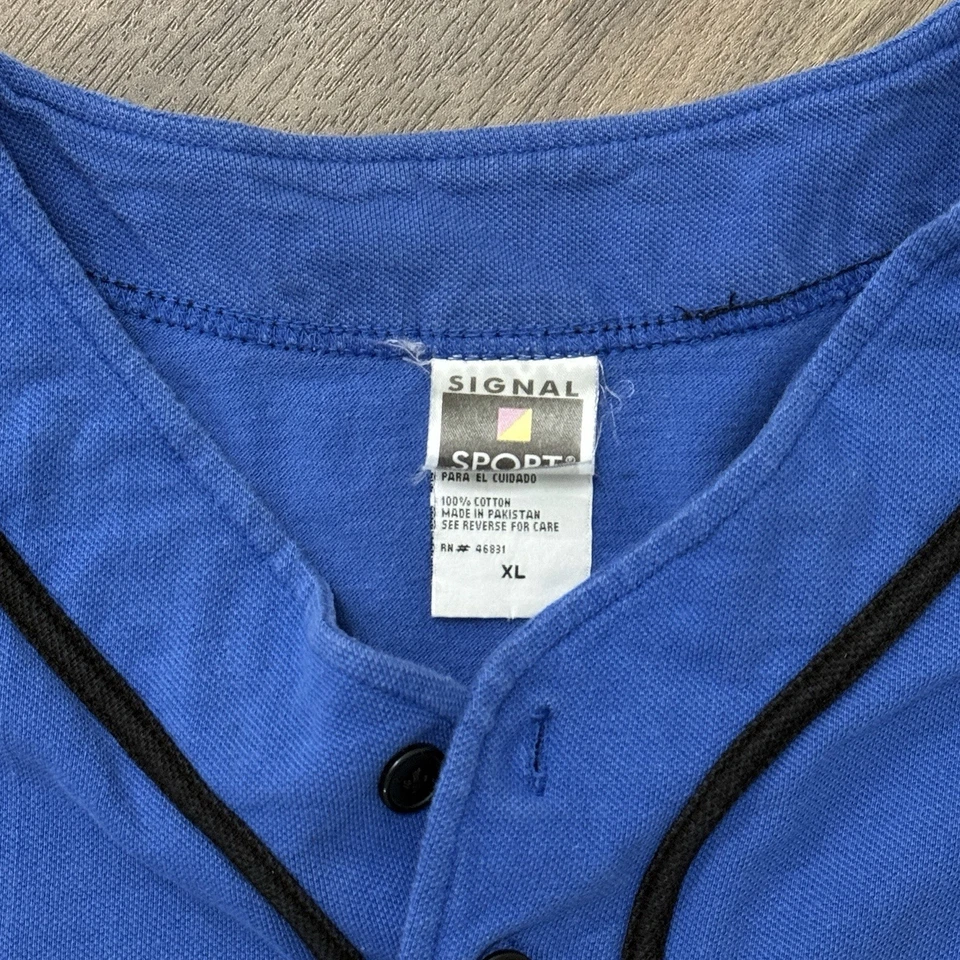 SIGNAL
SPORT®
PARA EL CUIDADO
100% COTTON
MADE IN PAKISTAN
SEE REVERSE FOR CARE
RN # 46831
XL